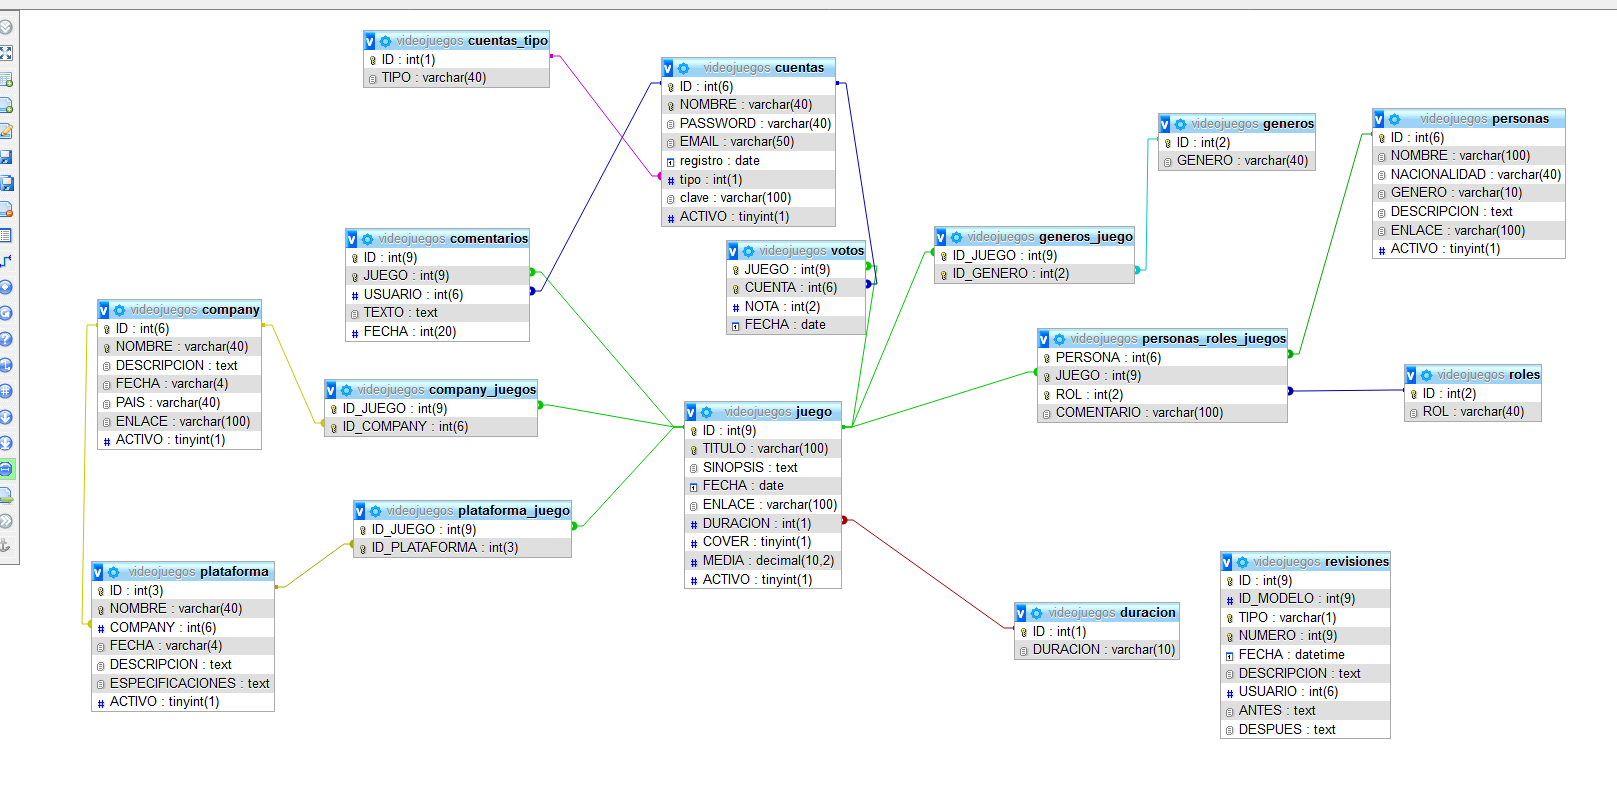 videojuegos cuentas_tipo
ID : int(1)
TIPO : varchar(40)
videojuegos cuentas
ID : int(6)
NOMBRE : varchar(40)
PASSWORD : varchar(40)
EMAIL : varchar(50)
registro : date
tipo : int(1)
clave : varchar(100)
ACTIVO : tinyint(1)
videojuegos generos
ID : int(2)
GENERO : varchar(40)
videojuegos personas
ID : int(6)
NOMBRE : varchar(100)
NACIONALIDAD : varchar(40)
GENERO : varchar(10)
DESCRIPCION : text
ENLACE : varchar(100)
ACTIVO : tinyint(1)
videojuegos comentarios
ID : int(9)
JUEGO : int(9)
USUARIO : int(6)
TEXTO : text
FECHA : int(20)
videojuegos votos
JUEGO : int(9)
CUENTA : int(6)
NOTA : int(2)
FECHA : date
videojuegos generos_juego
ID_JUEGO : int(9)
ID_GENERO : int(2)
videojuegos company
ID : int(6)
NOMBRE : varchar(40)
DESCRIPCION : text
FECHA : varchar(4)
PAIS : varchar(40)
ENLACE : varchar(100)
ACTIVO : tinyint(1)
videojuegos company_juegos
ID_JUEGO : int(9)
ID_COMPANY : int(6)
videojuegos juego
ID : int(9)
TITULO : varchar(100)
SINOPSIS : text
FECHA : date
ENLACE : varchar(100)
DURACION : int(1)
COVER : tinyint(1)
MEDIA : decimal(10,2)
ACTIVO : tinyint(1)
videojuegos personas_roles_juegos
PERSONA : int(6)
JUEGO : int(9)
ROL : int(2)
COMENTARIO : varchar(100)
videojuegos roles
ID : int(2)
ROL : varchar(40)
videojuegos plataforma_juego
ID_JUEGO : int(9)
ID_PLATAFORMA : int(3)
videojuegos plataforma
ID : int(3)
NOMBRE : varchar(40)
COMPANY : int(6)
FECHA : varchar(4)
DESCRIPCION : text
ESPECIFICACIONES : text
ACTIVO : tinyint(1)
videojuegos duracion
ID : int(1)
DURACION : varchar(10)
videojuegos revisiones
ID : int(9)
ID_MODELO : int(9)
TIPO : varchar(1)
NUMERO : int(9)
FECHA : datetime
DESCRIPCION : text
USUARIO : int(6)
ANTES : text
DESPUES : text